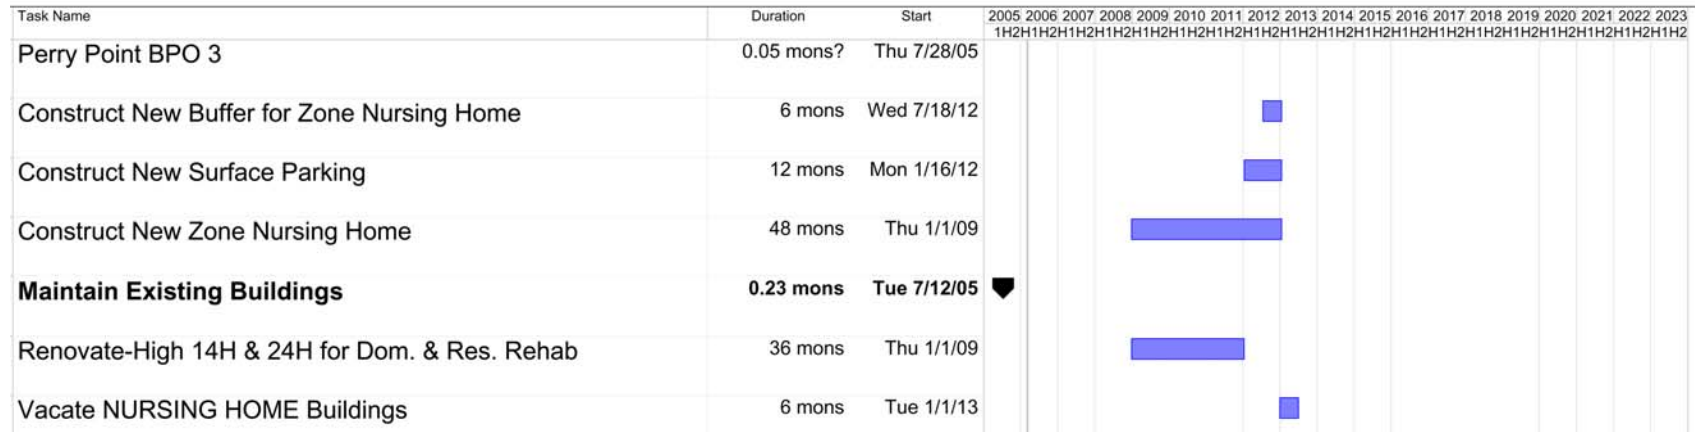 Task Name Duration Start 2005 2006 2007 2008 2009 2010 2011 2012 2013 2014 2015 2016 2017 2018 2019 2020 2021 2022 2023
1H2H1H2H1H2H1H2H1H2H1H2H1H2H1H2H1H2H1H2H1H2H1H2H1H2H1H2H1H2H1H2H1H2H1H2H1H2
Perry Point BPO 3 0.05 mons? Thu 7/28/05
Construct New Buffer for Zone Nursing Home 6 mons Wed 7/18/12
Construct New Surface Parking 12 mons Mon 1/16/12
Construct New Zone Nursing Home 48 mons Thu 1/1/09
Maintain Existing Buildings 0.23 mons Tue 7/12/05
Renovate-High 14H & 24H for Dom. & Res. Rehab 36 mons Thu 1/1/09
Vacate NURSING HOME Buildings 6 mons Tue 1/1/13